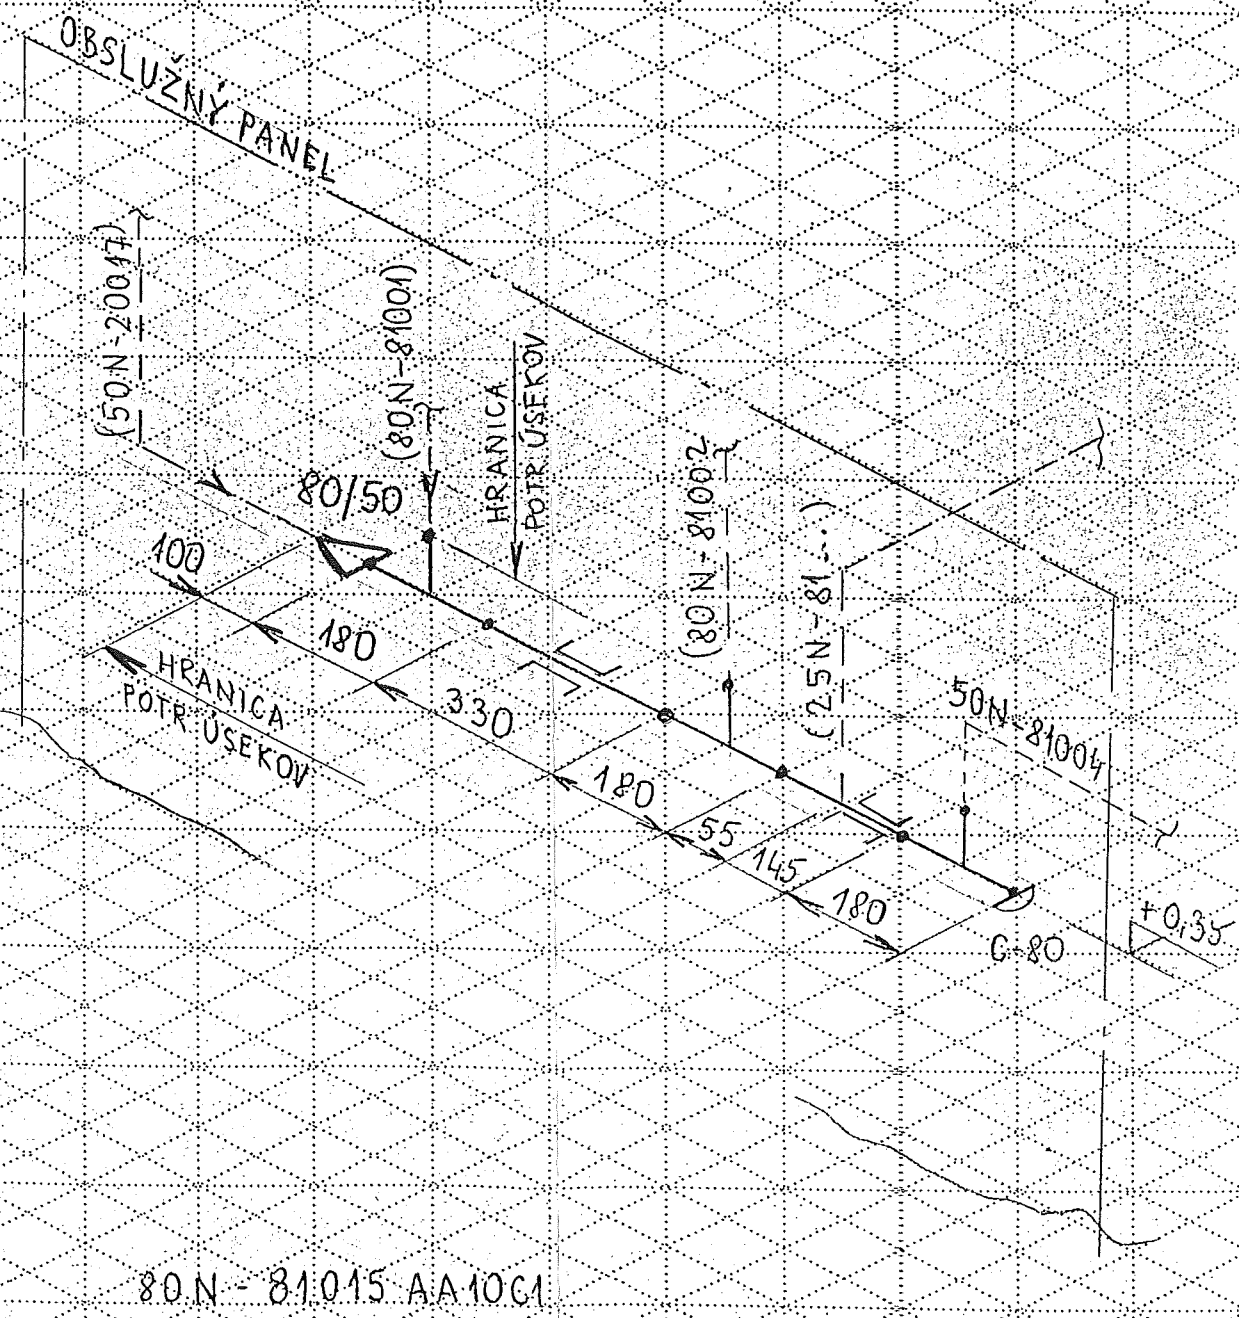 OBSLUŽNÝ PANEL
(50N-20017)
(80N-81001)
HRANICA
POTR ÚSEKOV
80/50
100
180
HRANICA
POTR ÚSEKOV
330
(80N-81002
(25N-81...)
50N-81004
180
55
145
180
C-80
+0,35
80N-81015 AA10C1